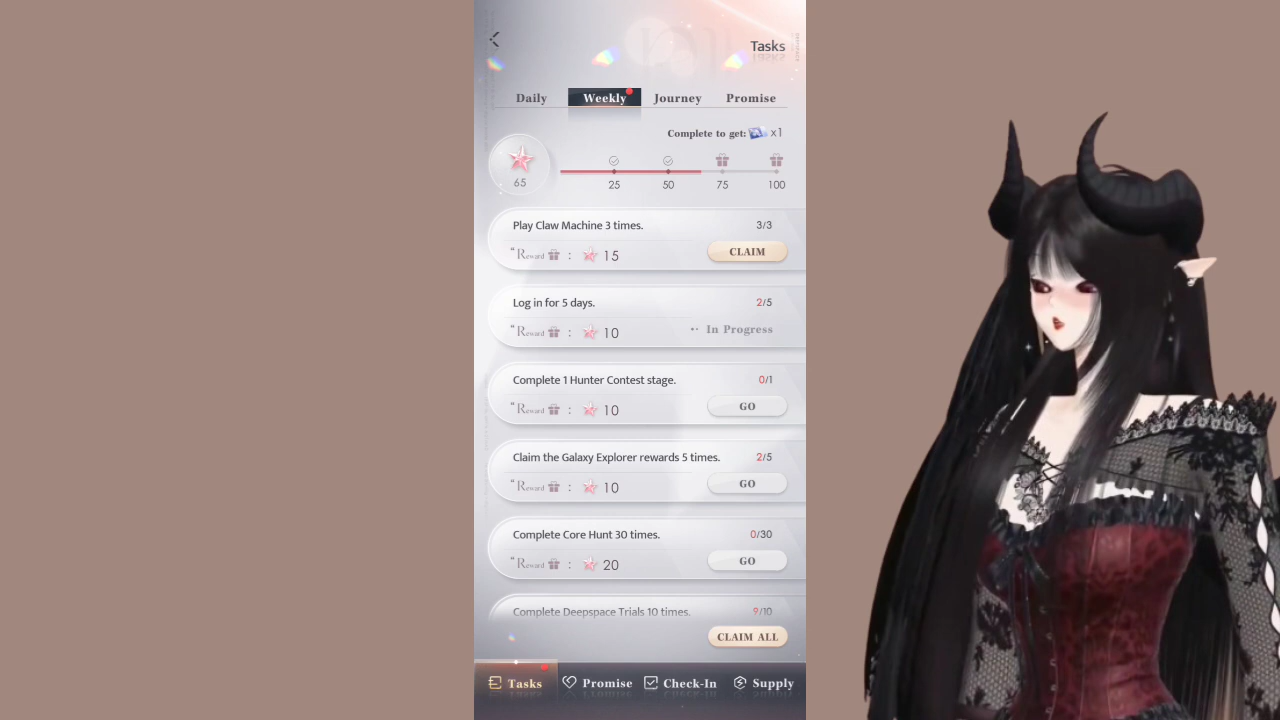 Tasks
Daily
Weekly
Journey
Promise
Complete to get: x1
65
25
50
75
100
Play Claw Machine 3 times.
3/3
Reward : 15
CLAIM
Log in for 5 days.
2/5
Reward : 10
In Progress
Complete 1 Hunter Contest stage.
0/1
Reward : 10
GO
Claim the Galaxy Explorer rewards 5 times.
2/5
Reward : 10
GO
Complete Core Hunt 30 times.
0/30
Reward : 20
GO
Complete Deepspace Trials 10 times.
9/10
CLAIM ALL
Tasks
Promise
Check-In
Supply